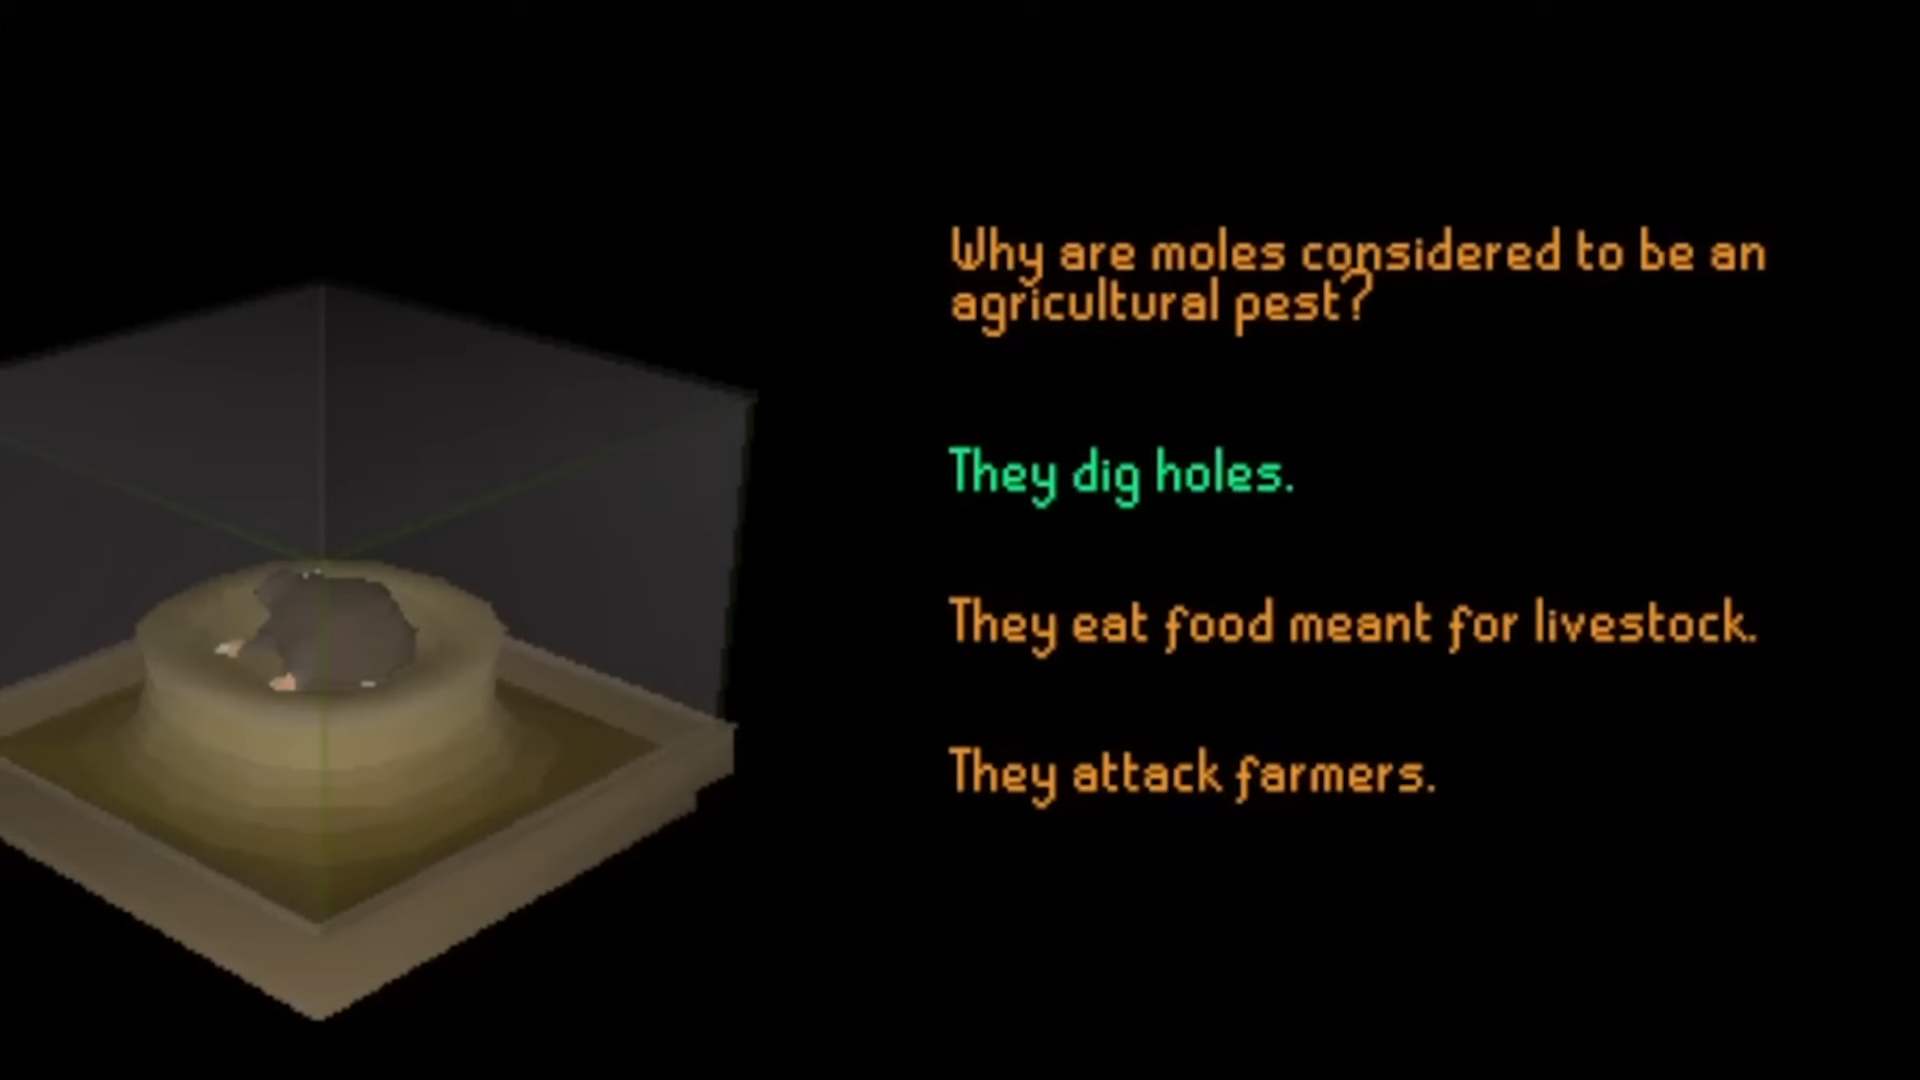 Why are moles considered to be an
agricultural pest?
They dig holes.
They eat food meant for livestock.
They attack farmers.